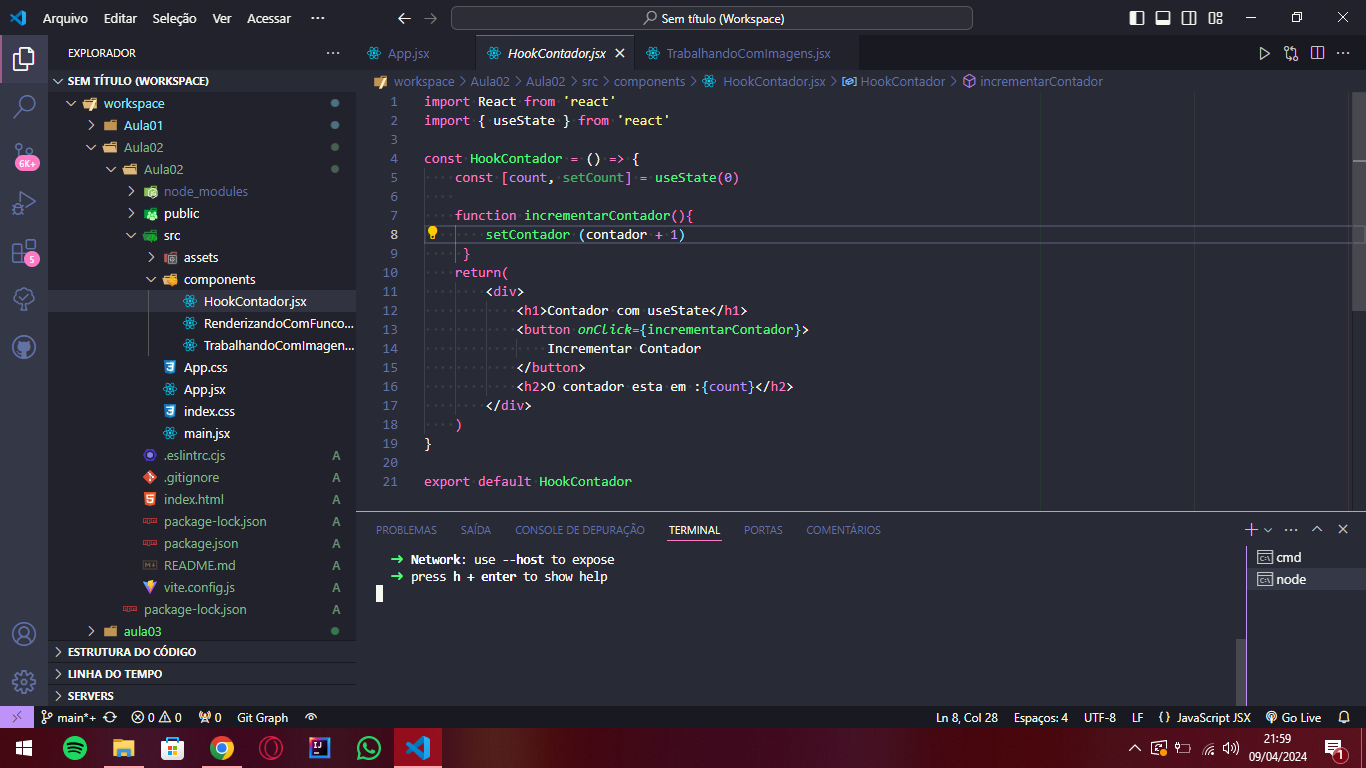 Arquivo Editar Seleção Ver Acessar ···
Sem título (Workspace)
EXPLORADOR ···
SEM TÍTULO (WORKSPACE)
workspace
Aula01
Aula02
Aula02
node_modules
public
src
assets
components
HookContador.jsx
RenderizandoComFunco...
TrabalhandoComImagen...
App.css
App.jsx
index.css
main.jsx
.eslintrc.cjs A
.gitignore A
index.html A
package-lock.json A
package.json A
README.md A
vite.config.js A
package-lock.json A
aula03
ESTRUTURA DO CÓDIGO
LINHA DO TEMPO
SERVERS
6K+
5
App.jsx HookContador.jsx TrabalhandoComImagens.jsx
workspace > Aula02 > Aula02 > src > components > HookContador.jsx > HookContador > incrementarContador
1 import React from 'react'
2 import { useState } from 'react'
3
4 const HookContador = () => {
5 const [count, setCount] = useState(0)
6
7 function incrementarContador(){
8 setContador (contador + 1)
9 }
10 return(
11 <div>
12 <h1>Contador com useState</h1>
13 <button onClick={incrementarContador}>
14 Incrementar Contador
15 </button>
16 <h2>O contador esta em :{count}</h2>
17 </div>
18 )
19 }
20
21 export default HookContador
PROBLEMAS SAÍDA CONSOLE DE DEPURAÇÃO TERMINAL PORTAS COMENTÁRIOS
➜ Network: use --host to expose
➜ press h + enter to show help
cmd
node
main*+ 0 0 0 Git Graph Ln 8, Col 28 Espaços: 4 UTF-8 LF {} JavaScript JSX Go Live
21:59
09/04/2024
1